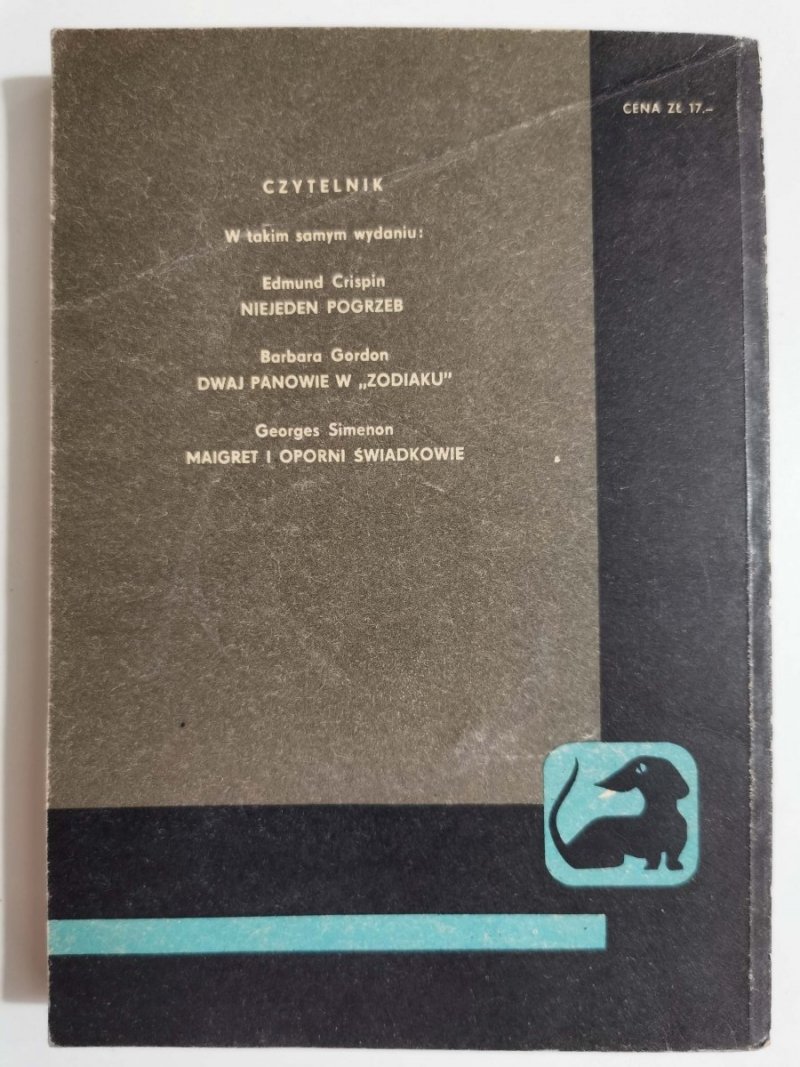 CENA ZŁ 17.–
CZYTELNIK
W takim samym wydaniu:
Edmund Crispin
NIEJEDEN POGRZEB
Barbara Gordon
DWAJ PANOWIE W „ZODIAKU"
Georges Simenon
MAIGRET I OPORNI ŚWIADKOWIE